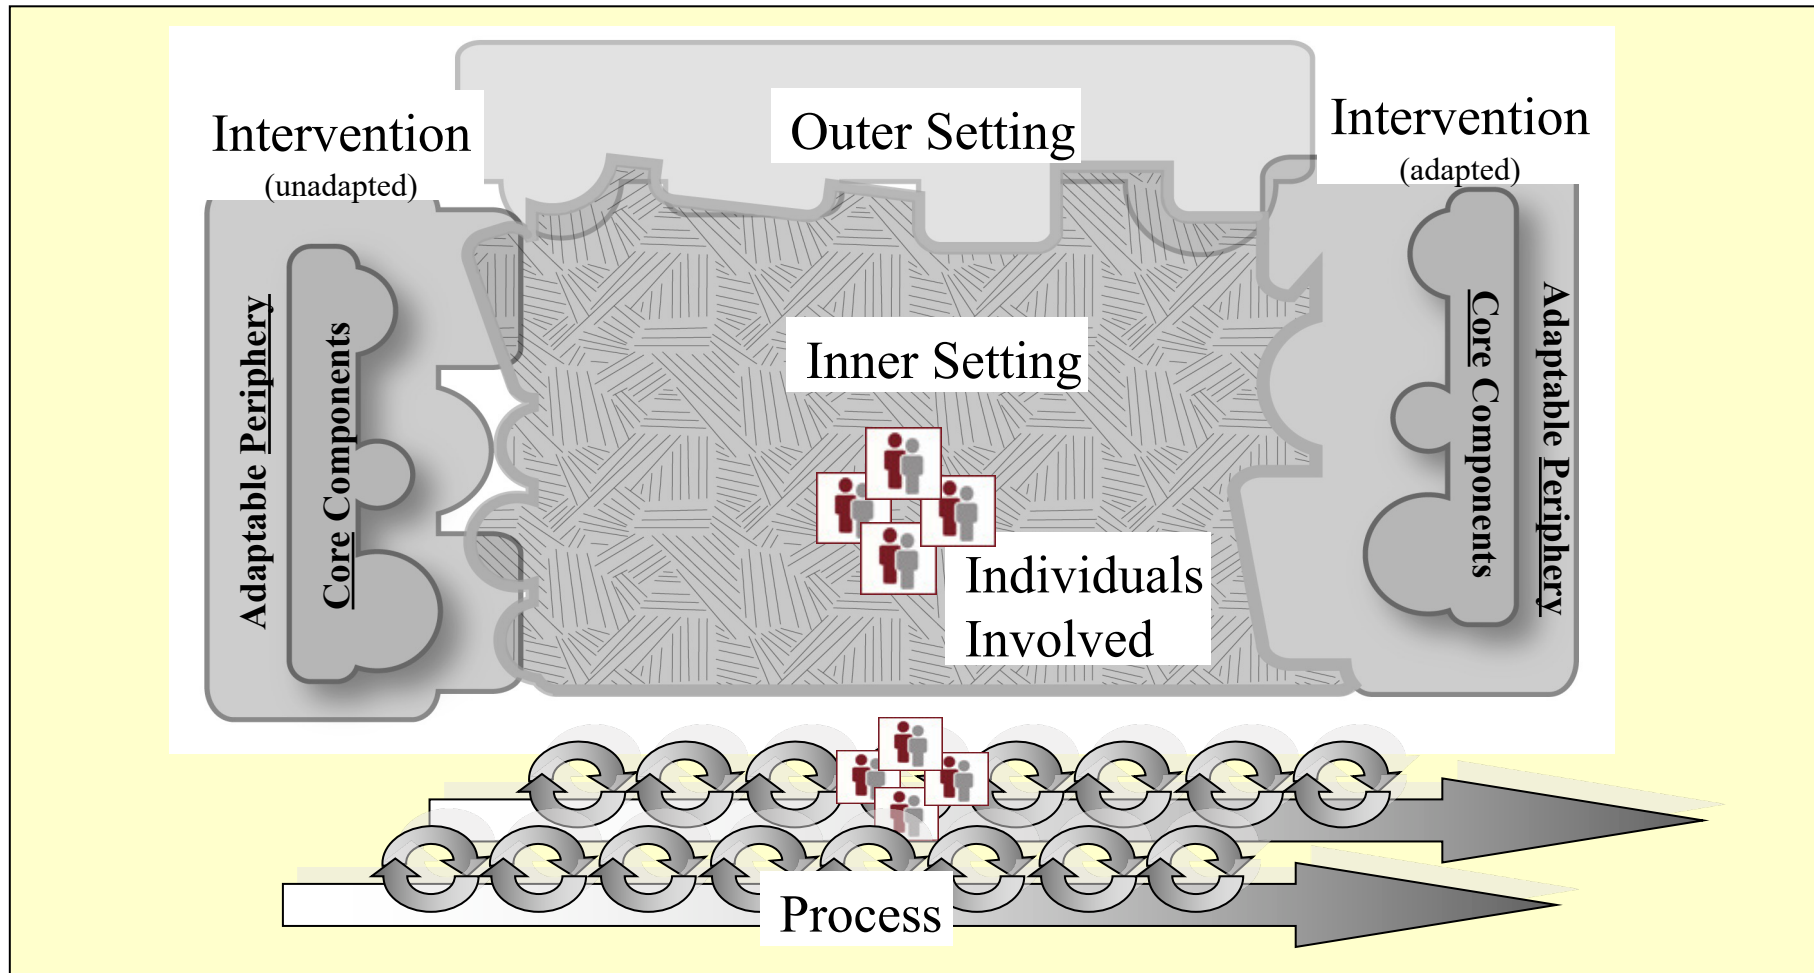 Outer Setting
Intervention
(unadapted)
Intervention
(adapted)
Adaptable Periphery
Core Components
Inner Setting
Core Components
Adaptable Periphery
Individuals
Involved
Process